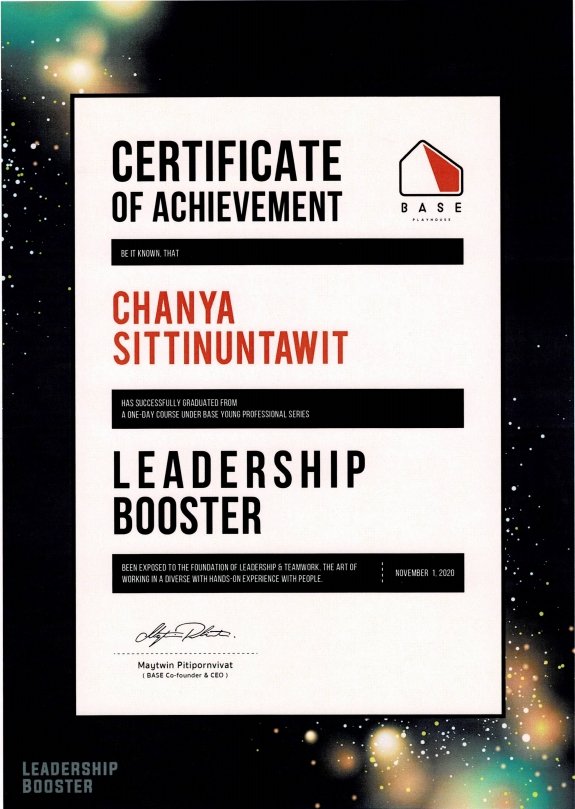 CERTIFICATE
OF ACHIEVEMENT
BASE
PLAYHOUSE
BE IT KNOWN, THAT
CHANYA
SITTINUNTAWIT
HAS SUCCESSFULLY GRADUATED FROM
A ONE-DAY COURSE UNDER BASE YOUNG PROFESSIONAL SERIES
LEADERSHIP
BOOSTER
BEEN EXPOSED TO THE FOUNDATION OF LEADERSHIP & TEAMWORK, THE ART OF
WORKING IN A DIVERSE WITH HANDS-ON EXPERIENCE WITH PEOPLE.
NOVEMBER 1, 2020
Maytwin Pitipornvivat
( BASE Co-founder & CEO )
LEADERSHIP
BOOSTER